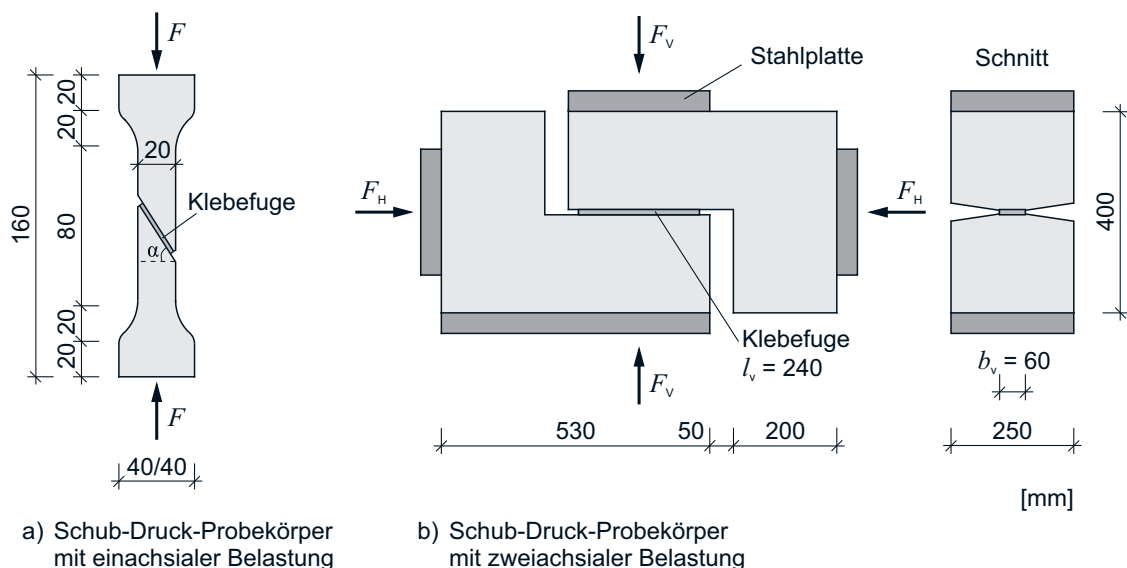 F
20
20
20
Klebefuge
160
80
α
20
20
F
40/40
a) Schub-Druck-Probekörper
mit einachsialer Belastung
F_V
Stahlplatte
F_H
F_H
Klebefuge
l_v = 240
F_V
530
50
200
b) Schub-Druck-Probekörper
mit zweiachsialer Belastung
Schnitt
400
b_v = 60
250
[mm]